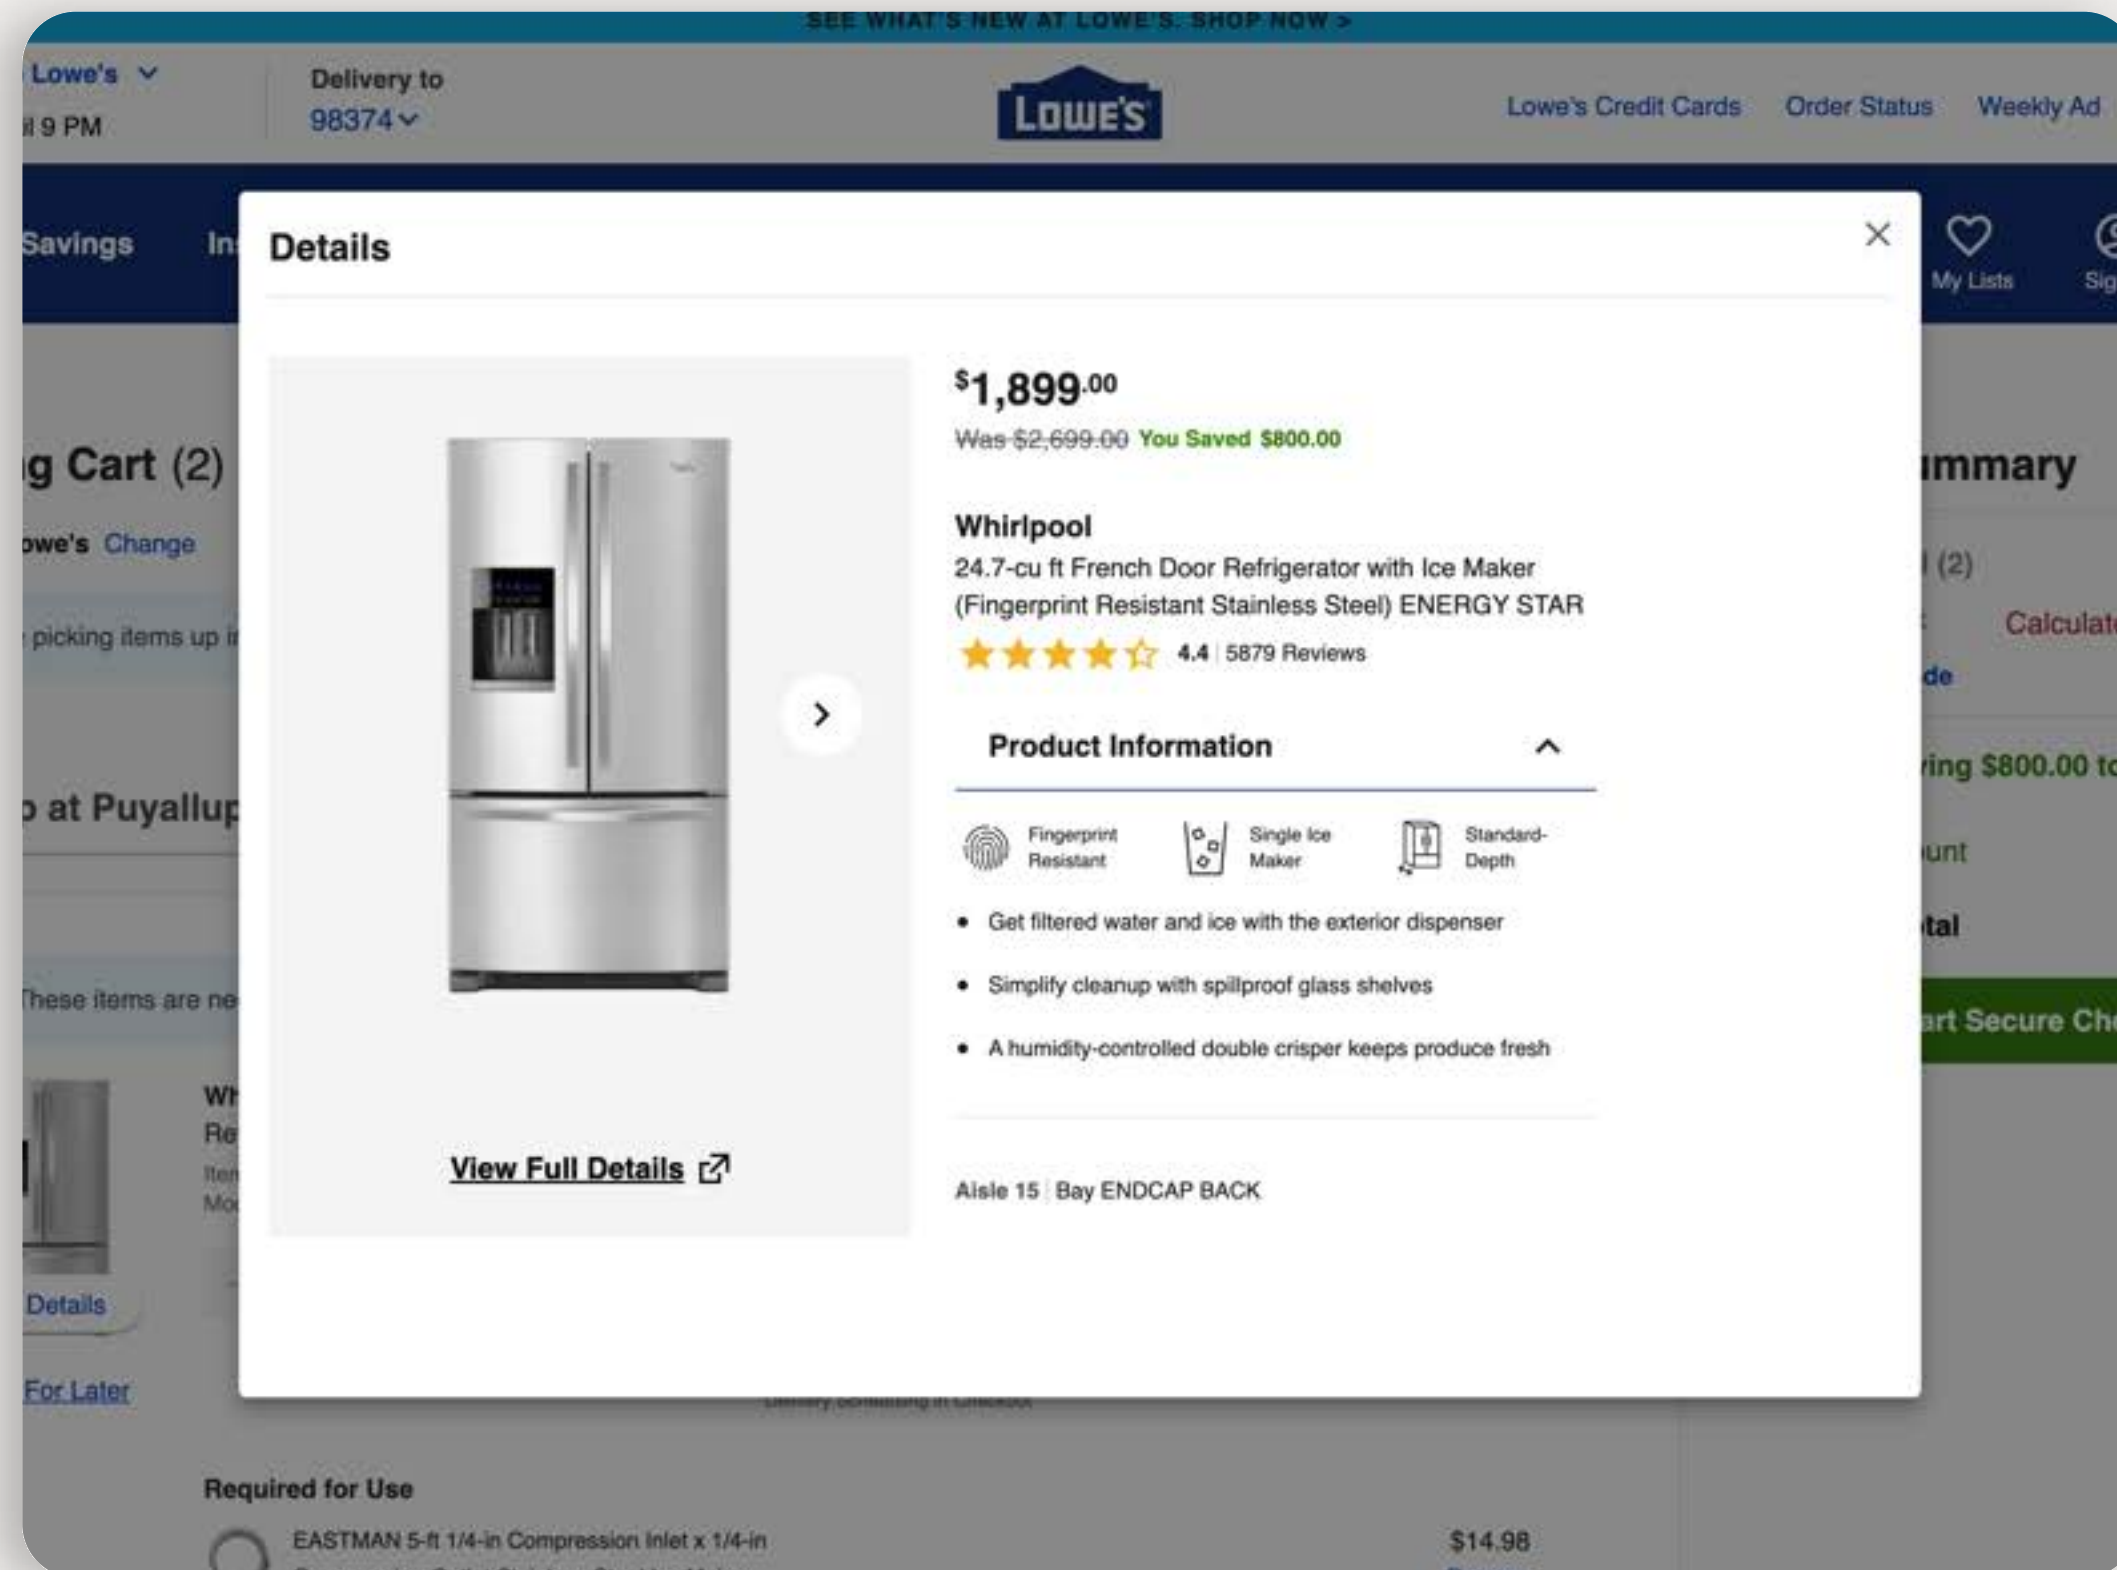 SEE WHAT'S NEW AT LOWE'S. SHOP NOW >
Lowe's
9 PM
Delivery to
98374
LOWE'S
Lowe's Credit Cards
Order Status
Weekly Ad
Savings
My Lists
Details
g Cart (2)
owe's Change
picking items up
o at Puyallup
These items are
Details
For Later
$1,899.00
Was $2,699.00 You Saved $800.00
Whirlpool
24.7-cu ft French Door Refrigerator with Ice Maker
(Fingerprint Resistant Stainless Steel) ENERGY STAR
4.4 | 5879 Reviews
Product Information
Fingerprint
Resistant
Single Ice
Maker
Standard-
Depth
• Get filtered water and ice with the exterior dispenser
• Simplify cleanup with spillproof glass shelves
• A humidity-controlled double crisper keeps produce fresh
View Full Details
Aisle 15 | Bay ENDCAP BACK
ummary
(2)
Calculate
de
ving $800.00 to
unt
tal
art Secure Che
Required for Use
EASTMAN 5-ft 1/4-in Compression Inlet x 1/4-in
$14.98